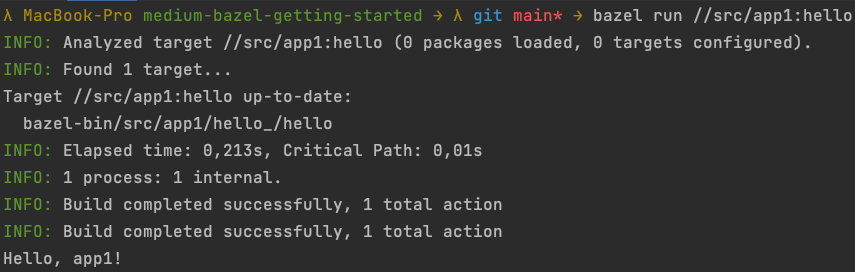 λ MacBook-Pro medium-bazel-getting-started → λ git main* → bazel run //src/app1:hello
INFO: Analyzed target //src/app1:hello (0 packages loaded, 0 targets configured).
INFO: Found 1 target...
Target //src/app1:hello up-to-date:
  bazel-bin/src/app1/hello_/hello
INFO: Elapsed time: 0,213s, Critical Path: 0,01s
INFO: 1 process: 1 internal.
INFO: Build completed successfully, 1 total action
INFO: Build completed successfully, 1 total action
Hello, app1!